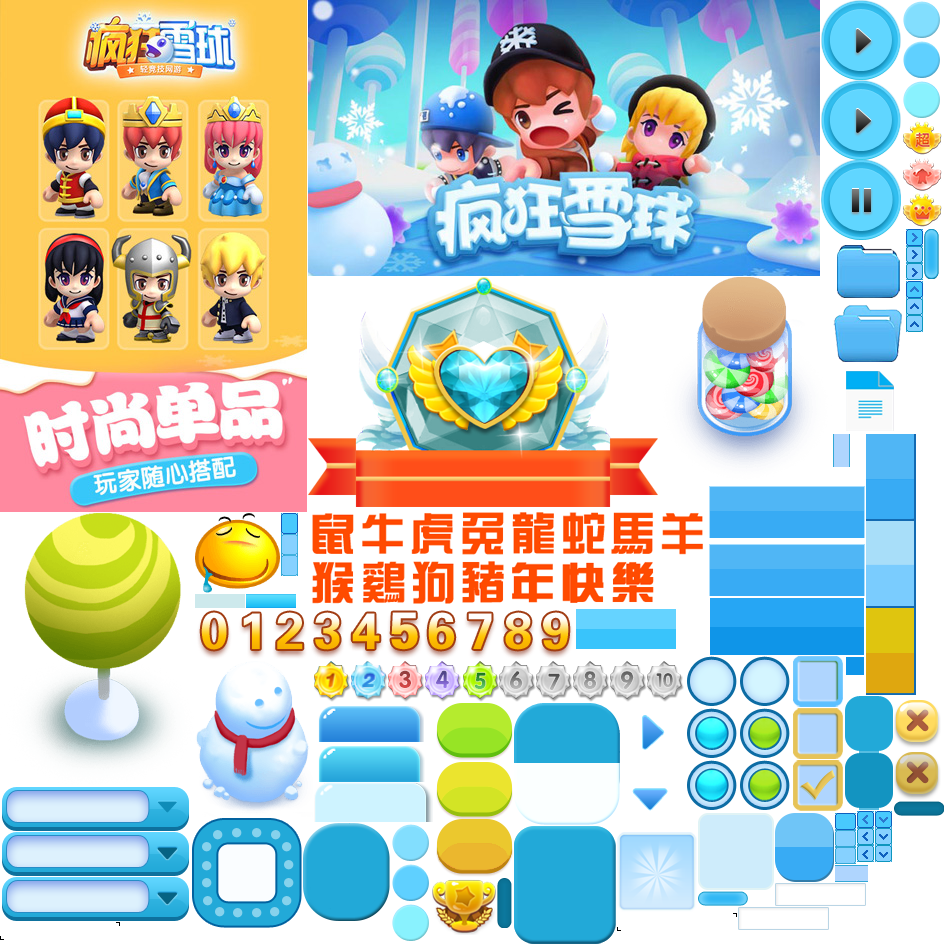 疯狂雪球
轻竞技网游
时尚单品
玩家随心搭配
疯狂雪球
超
鼠牛虎兔龍蛇馬羊
猴鷄狗豬年快樂
0123456789
1 2 3 4 5 6 7 8 9 10